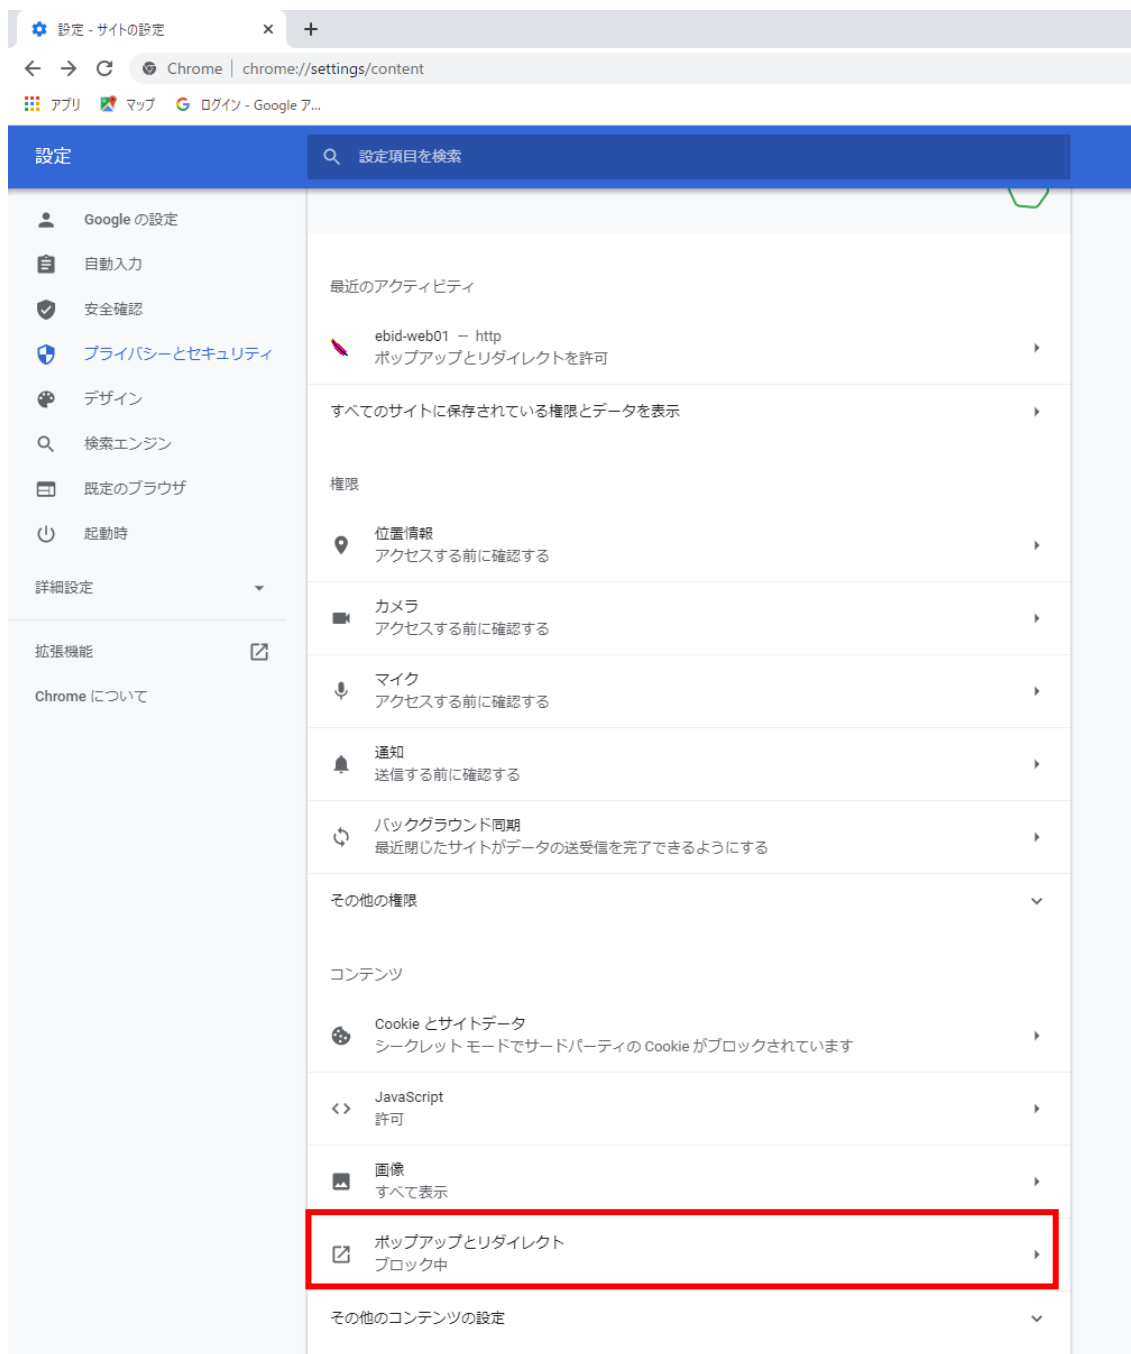 設定 - サイトの設定
Chrome | chrome://settings/content
アプリ マップ ログイン - Google ア...
設定
設定項目を検索
Google の設定
自動入力
安全確認
プライバシーとセキュリティ
デザイン
検索エンジン
既定のブラウザ
起動時
詳細設定
拡張機能
Chrome について
最近のアクティビティ
ebid-web01 — http
ポップアップとリダイレクトを許可
すべてのサイトに保存されている権限とデータを表示
権限
位置情報
アクセスする前に確認する
カメラ
アクセスする前に確認する
マイク
アクセスする前に確認する
通知
送信する前に確認する
バックグラウンド同期
最近閉じたサイトがデータの送受信を完了できるようにする
その他の権限
コンテンツ
Cookie とサイトデータ
シークレット モードでサードパーティの Cookie がブロックされています
JavaScript
許可
画像
すべて表示
ポップアップとリダイレクト
ブロック中
その他のコンテンツの設定